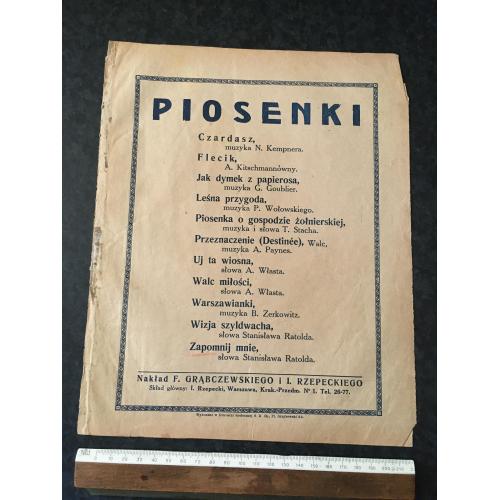 PIOSENKI
Czardasz,
muzyka N. Kempnera.
Flecik,
A. Kitschmannówny.
Jak dymek z papierosa,
muzyka G. Goublier.
Leśna przygoda,
muzyka P. Wołowskiego.
Piosenka o gospodzie żołnierskiej,
muzyka i słowa T. Stacha.
Przeznaczenie (Destinée), Walc,
muzyka A. Paynes.
Uj ta wiosna,
słowa A. Własta.
Walc miłości,
słowa A. Własta.
Warszawianki,
muzyka B. Zerkowitz.
Wizja szyldwacha,
słowa Stanisława Ratolda.
Zapomnij mnie,
słowa Stanisława Ratolda.
Nakład F. GRĄBCZEWSKIEGO i I. RZEPECKIEGO
Skład główny: I. Rzepecki, Warszawa, Krak.-Przedm. № 1. Tel. 26-77.